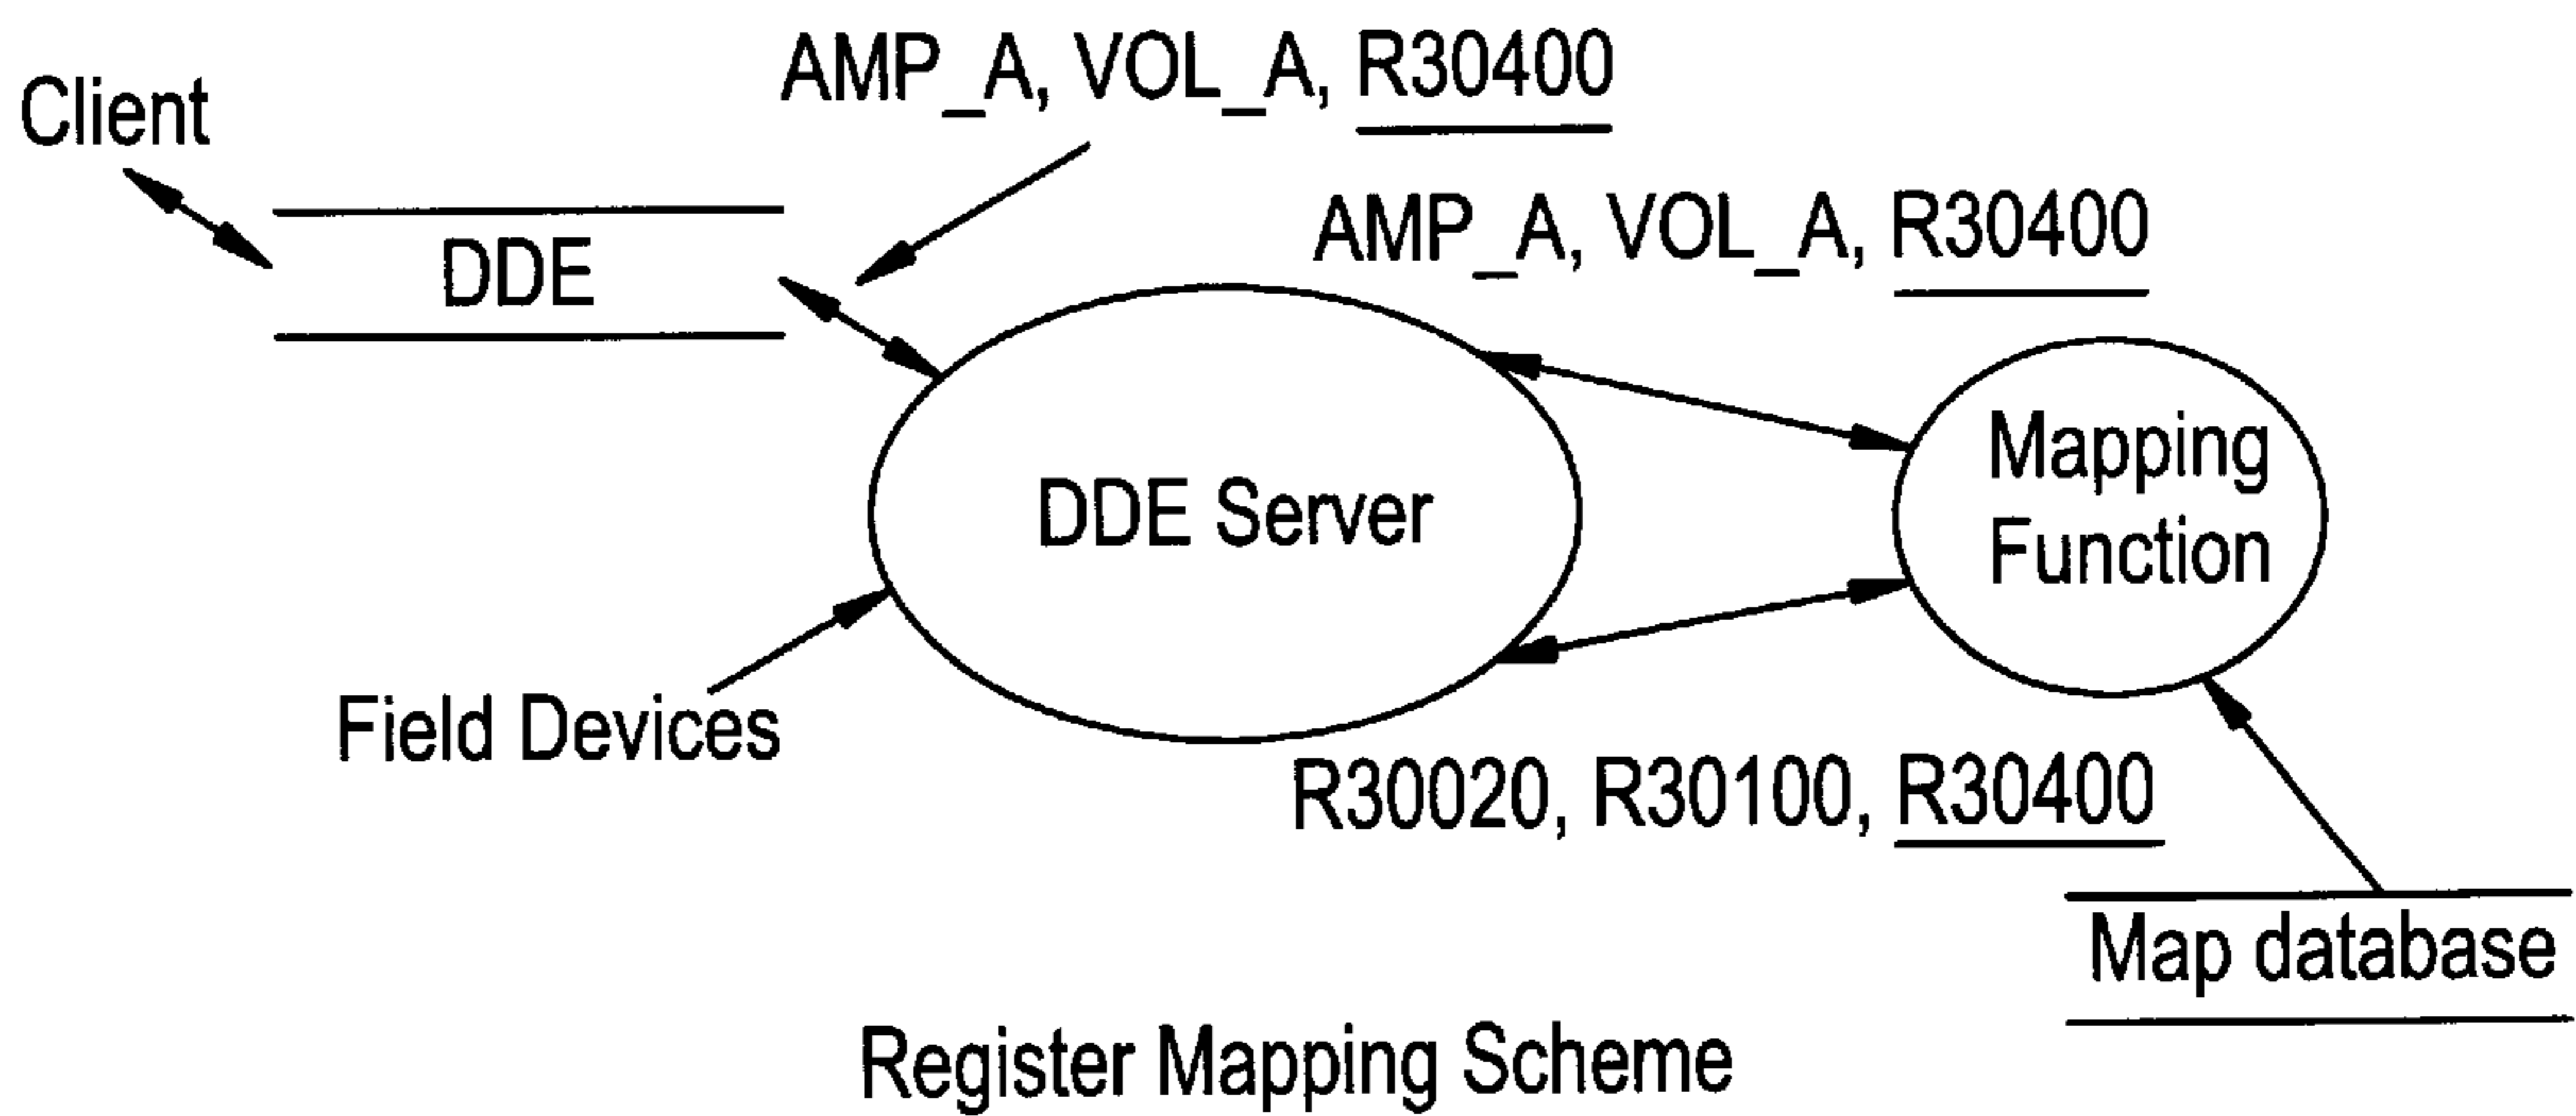 AMP_A, VOL_A, R30400
Client
AMP_A, VOL_A, R30400
DDE
Mapping
Function
DDE Server
Field Devices
R30020, R30100, R30400
Map database
Register Mapping Scheme